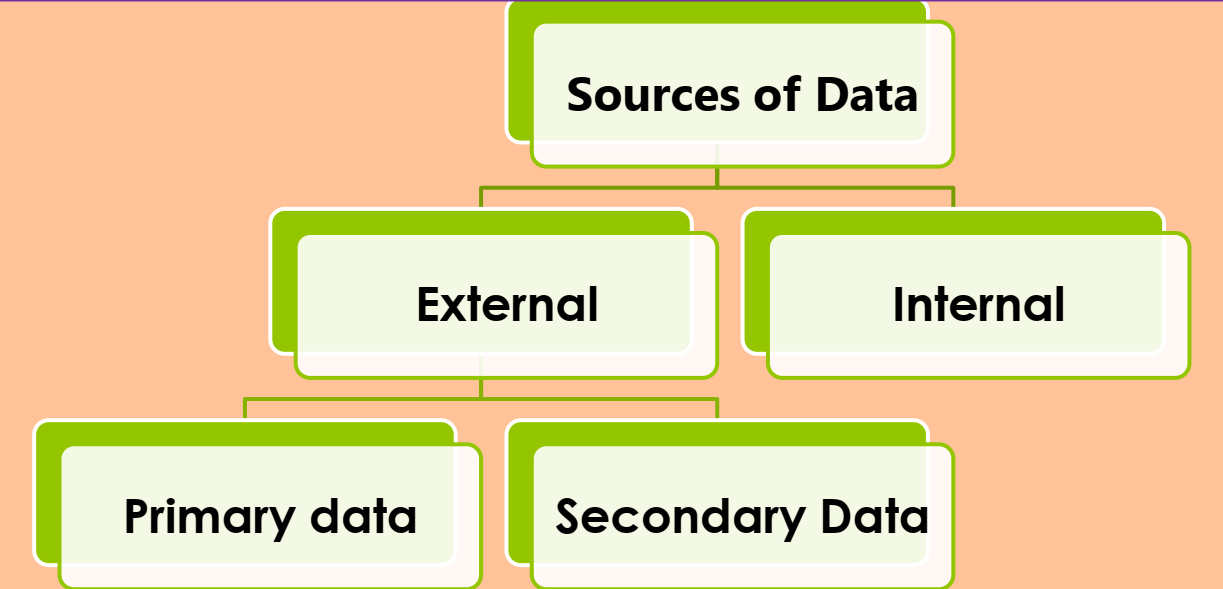 Sources of Data
External
Internal
Primary data
Secondary Data